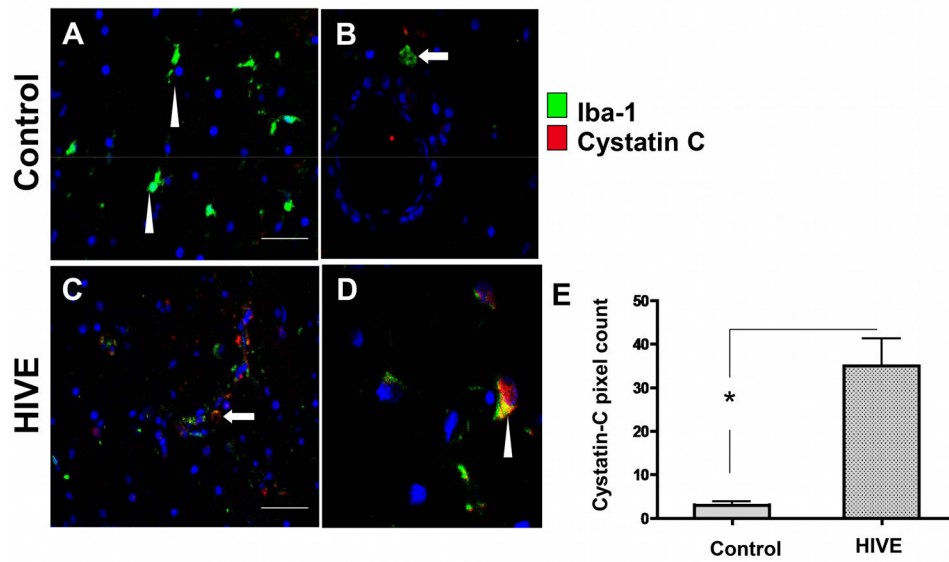 A
B
Control
Iba-1
Cystatin C
C
D
HIVE
E
Cystatin-C pixel count
50
40
30
20
10
0
*
Control
HIVE